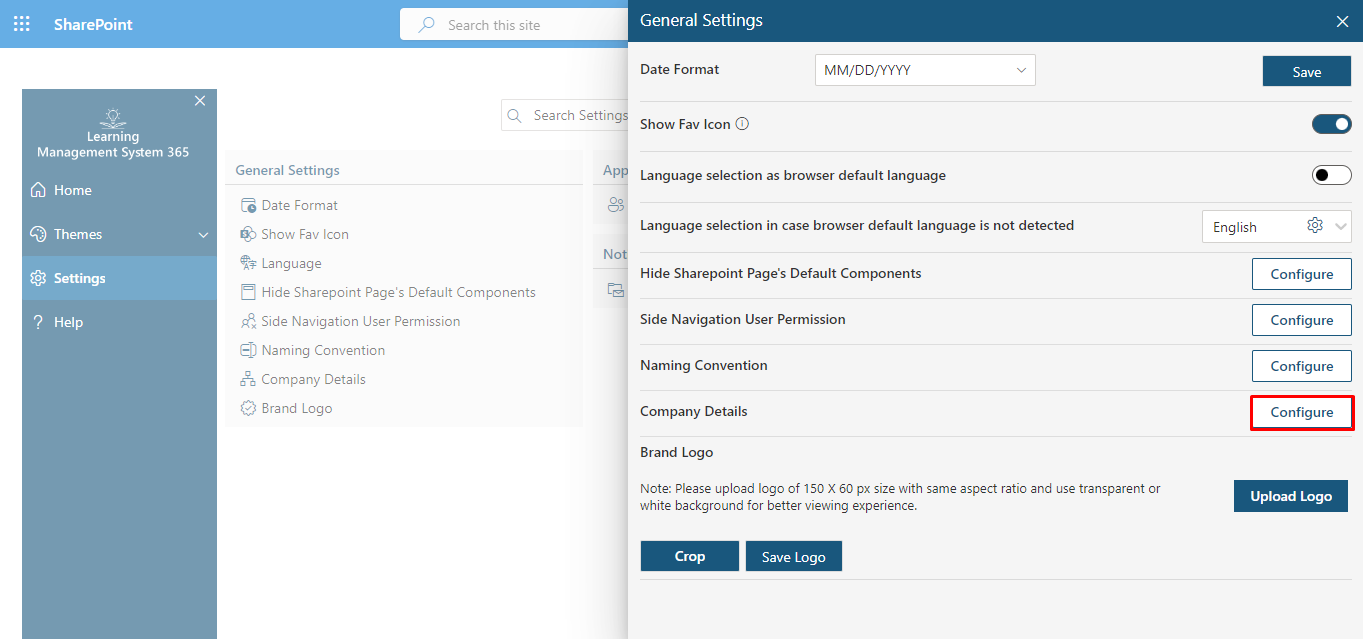 SharePoint
Search this site
Learning
Management System 365
Home
Themes
Settings
Help
Search Settings
General Settings
Date Format
Show Fav Icon
Language
Hide Sharepoint Page's Default Components
Side Navigation User Permission
Naming Convention
Company Details
Brand Logo
App
Not
General Settings
Date Format
MM/DD/YYYY
Save
Show Fav Icon
Language selection as browser default language
Language selection in case browser default language is not detected
English
Hide Sharepoint Page's Default Components
Configure
Side Navigation User Permission
Configure
Naming Convention
Configure
Company Details
Configure
Brand Logo
Note: Please upload logo of 150 X 60 px size with same aspect ratio and use transparent or
white background for better viewing experience.
Upload Logo
Crop
Save Logo